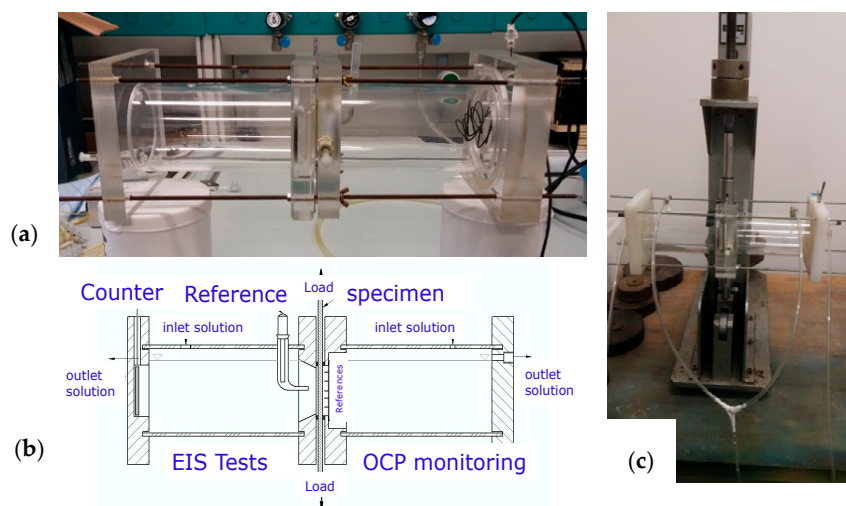 (a)
Load
Counter Reference specimen
inlet solution
inlet solution
outlet
solution
References
outlet
solution
(b)
EIS Tests
OCP monitoring
Load
(c)